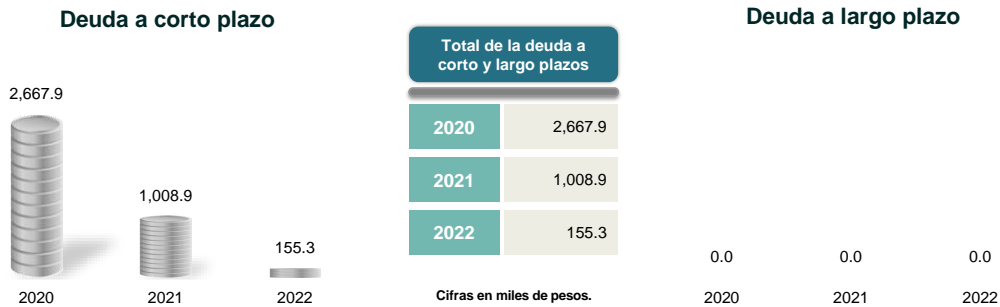 Deuda a corto plazo
2,667.9
1,008.9
155.3
2020 2021 2022
Total de la deuda a
corto y largo plazos
2020 2,667.9
2021 1,008.9
2022 155.3
Cifras en miles de pesos.
Deuda a largo plazo
0.0 0.0 0.0
2020 2021 2022